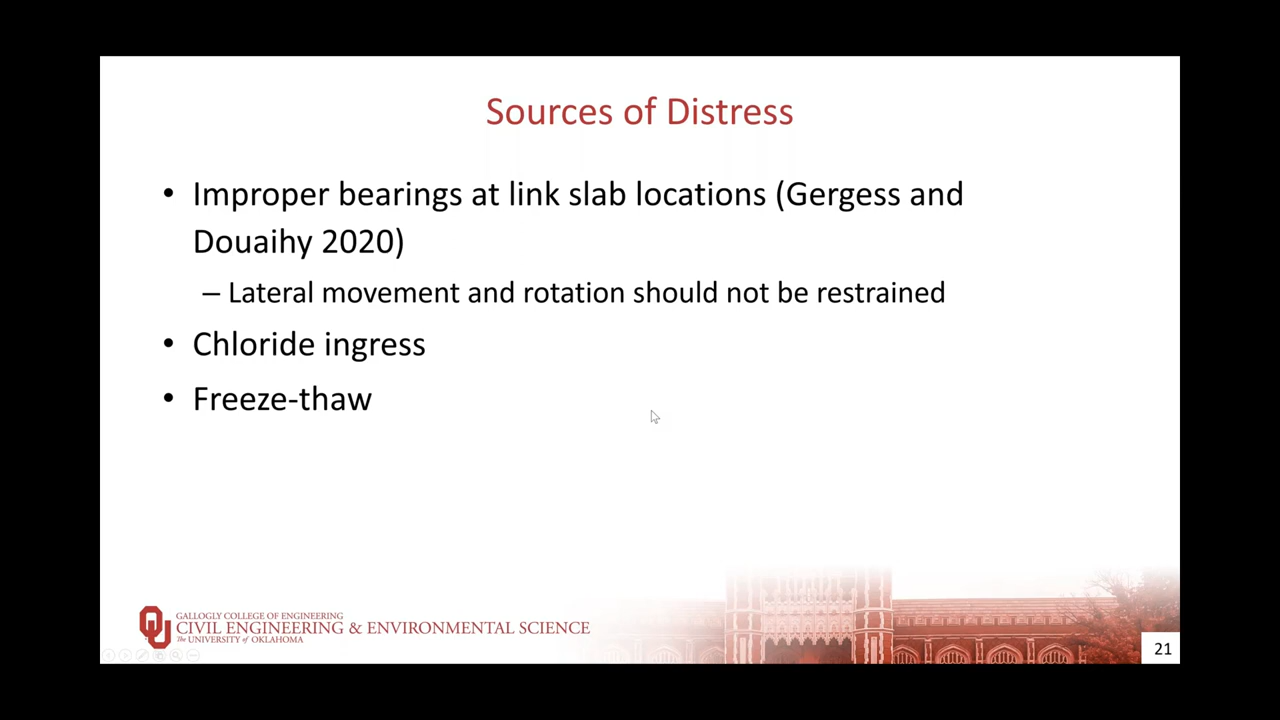 Sources of Distress
• Improper bearings at link slab locations (Gergess and
Douaihy 2020)
– Lateral movement and rotation should not be restrained
• Chloride ingress
• Freeze-thaw
OU
GALLOGLY COLLEGE OF ENGINEERING
CIVIL ENGINEERING & ENVIRONMENTAL SCIENCE
The UNIVERSITY of OKLAHOMA
21